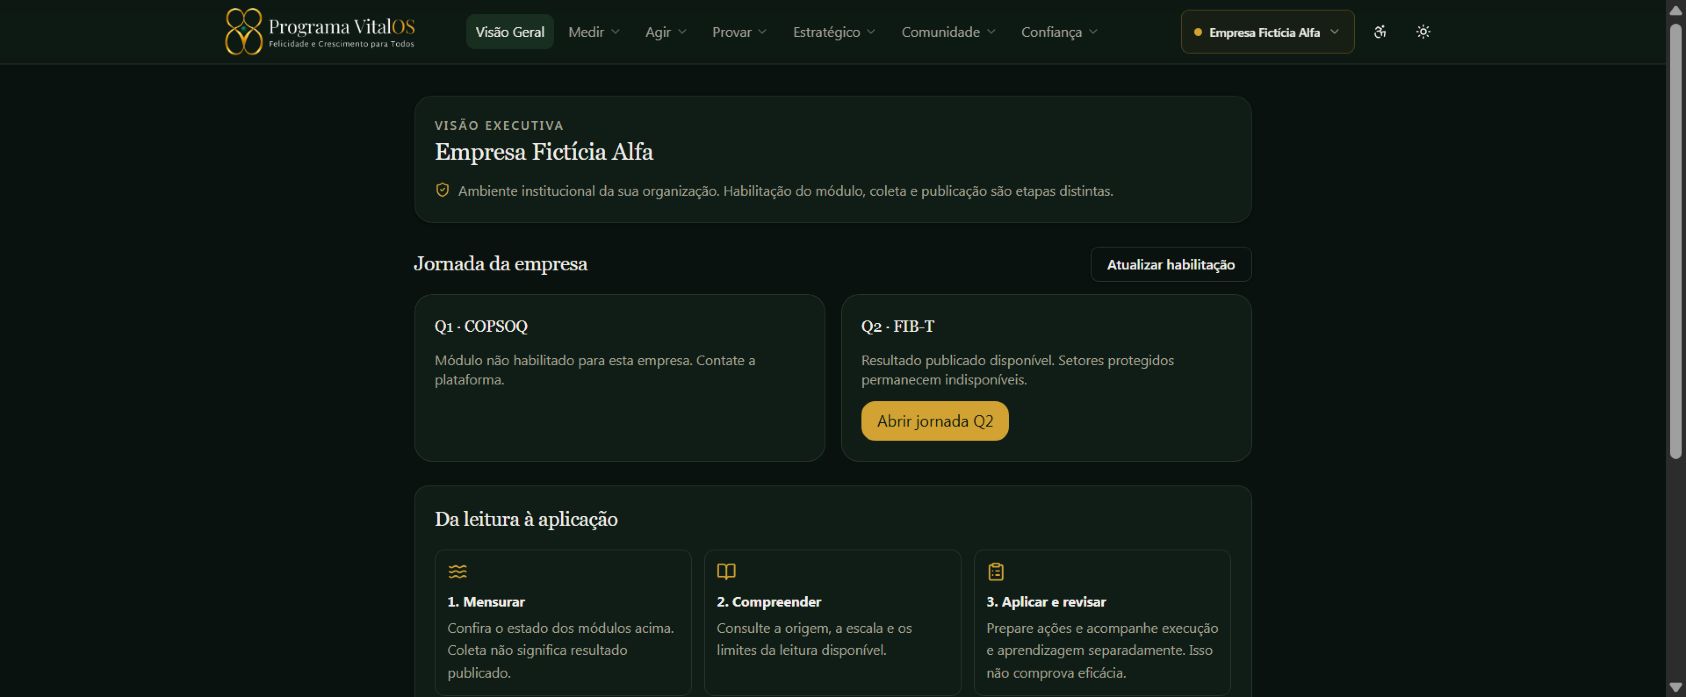 Programa VitalOS
Felicidade e Crescimento para Todos
Visão Geral
Medir
Agir
Provar
Estratégico
Comunidade
Confiança
Empresa Fictícia Alfa
VISÃO EXECUTIVA
Empresa Fictícia Alfa
Ambiente institucional da sua organização. Habilitação do módulo, coleta e publicação são etapas distintas.
Jornada da empresa
Atualizar habilitação
Q1 · COPSOQ
Módulo não habilitado para esta empresa. Contate a
plataforma.
Q2 · FIB-T
Resultado publicado disponível. Setores protegidos
permanecem indisponíveis.
Abrir jornada Q2
Da leitura à aplicação
1. Mensurar
Confira o estado dos módulos acima.
Coleta não significa resultado
publicado.
2. Compreender
Consulte a origem, a escala e os
limites da leitura disponível.
3. Aplicar e revisar
Prepare ações e acompanhe execução
e aprendizagem separadamente. Isso
não comprova eficácia.